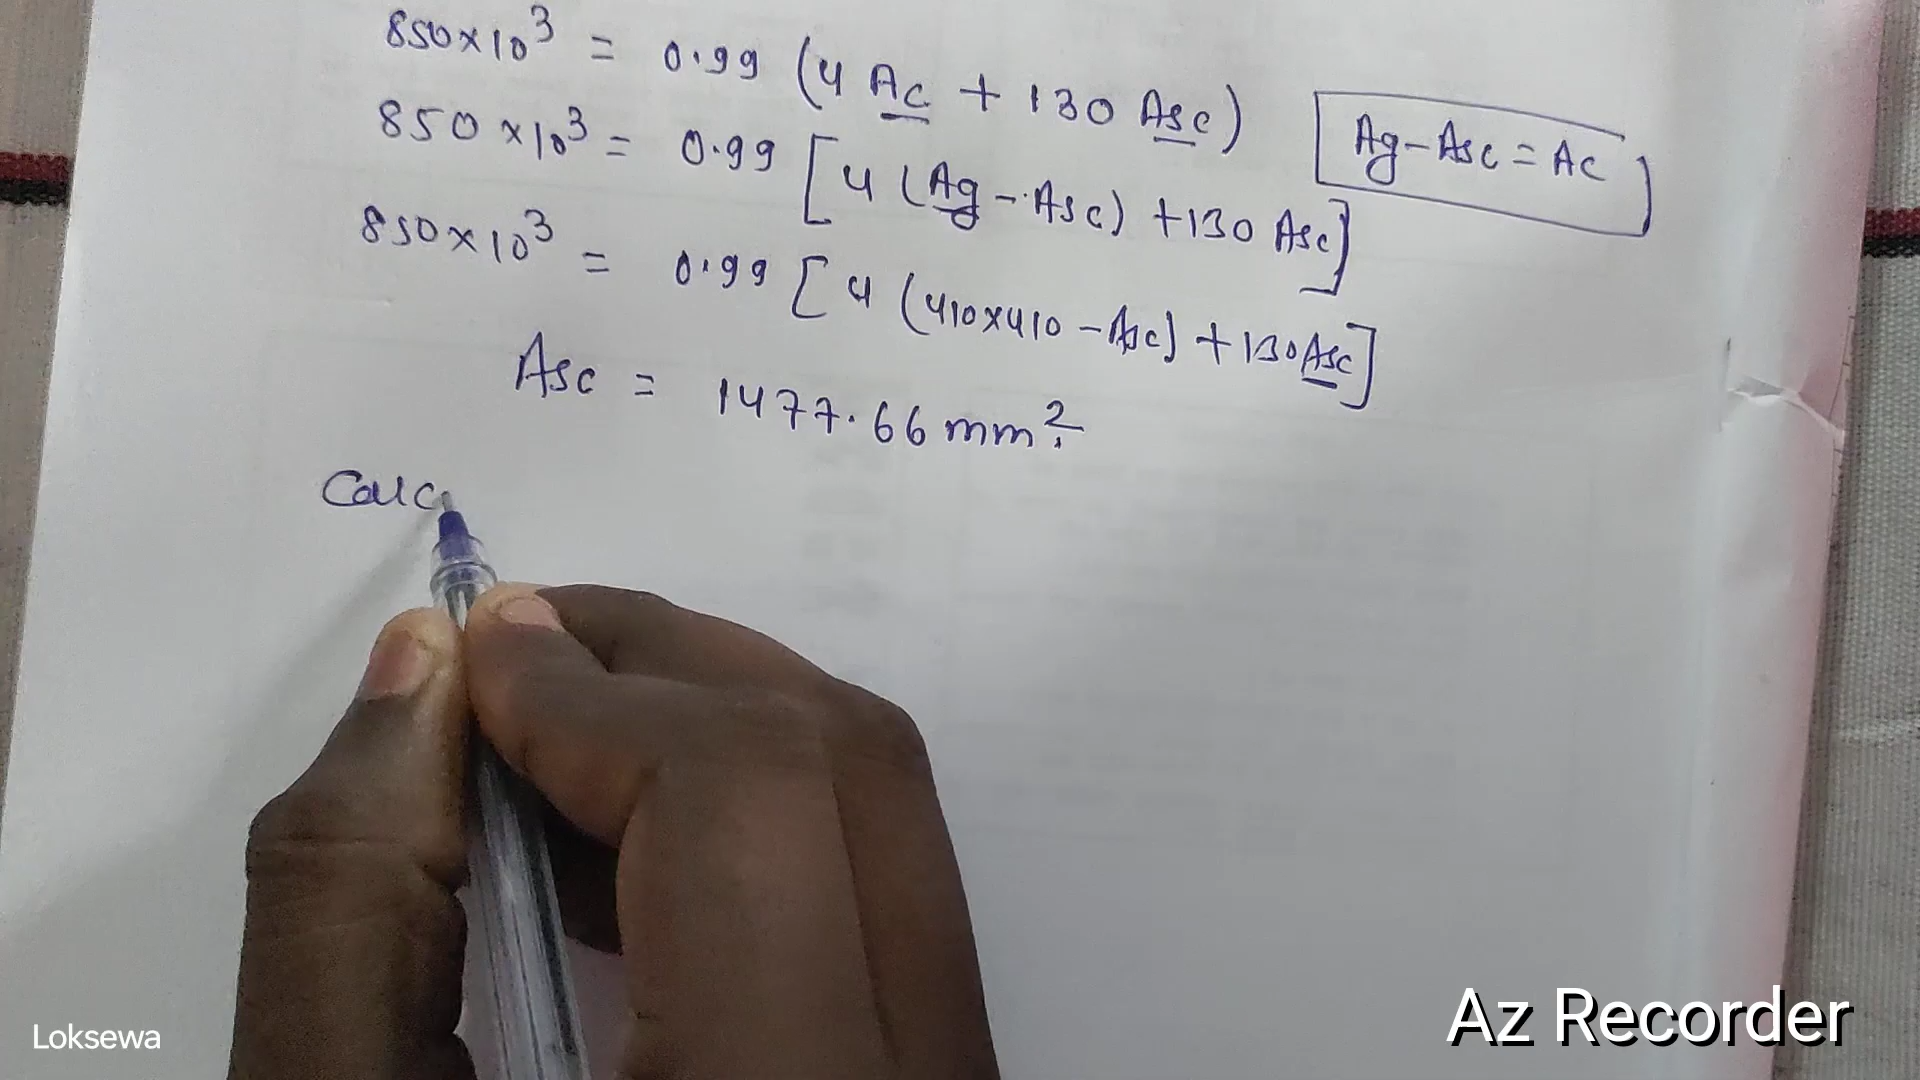 850×10³ = 0.99 (4 Ac + 130 Asc)
Ag - Asc = Ac
850×10³ = 0.99 [4 (Ag - Asc) + 130 Asc]
850×10³ = 0.99 [4 (410×410 - Asc) + 130 Asc]
Asc = 1477.66 mm².
Calc
Loksewa
Az Recorder